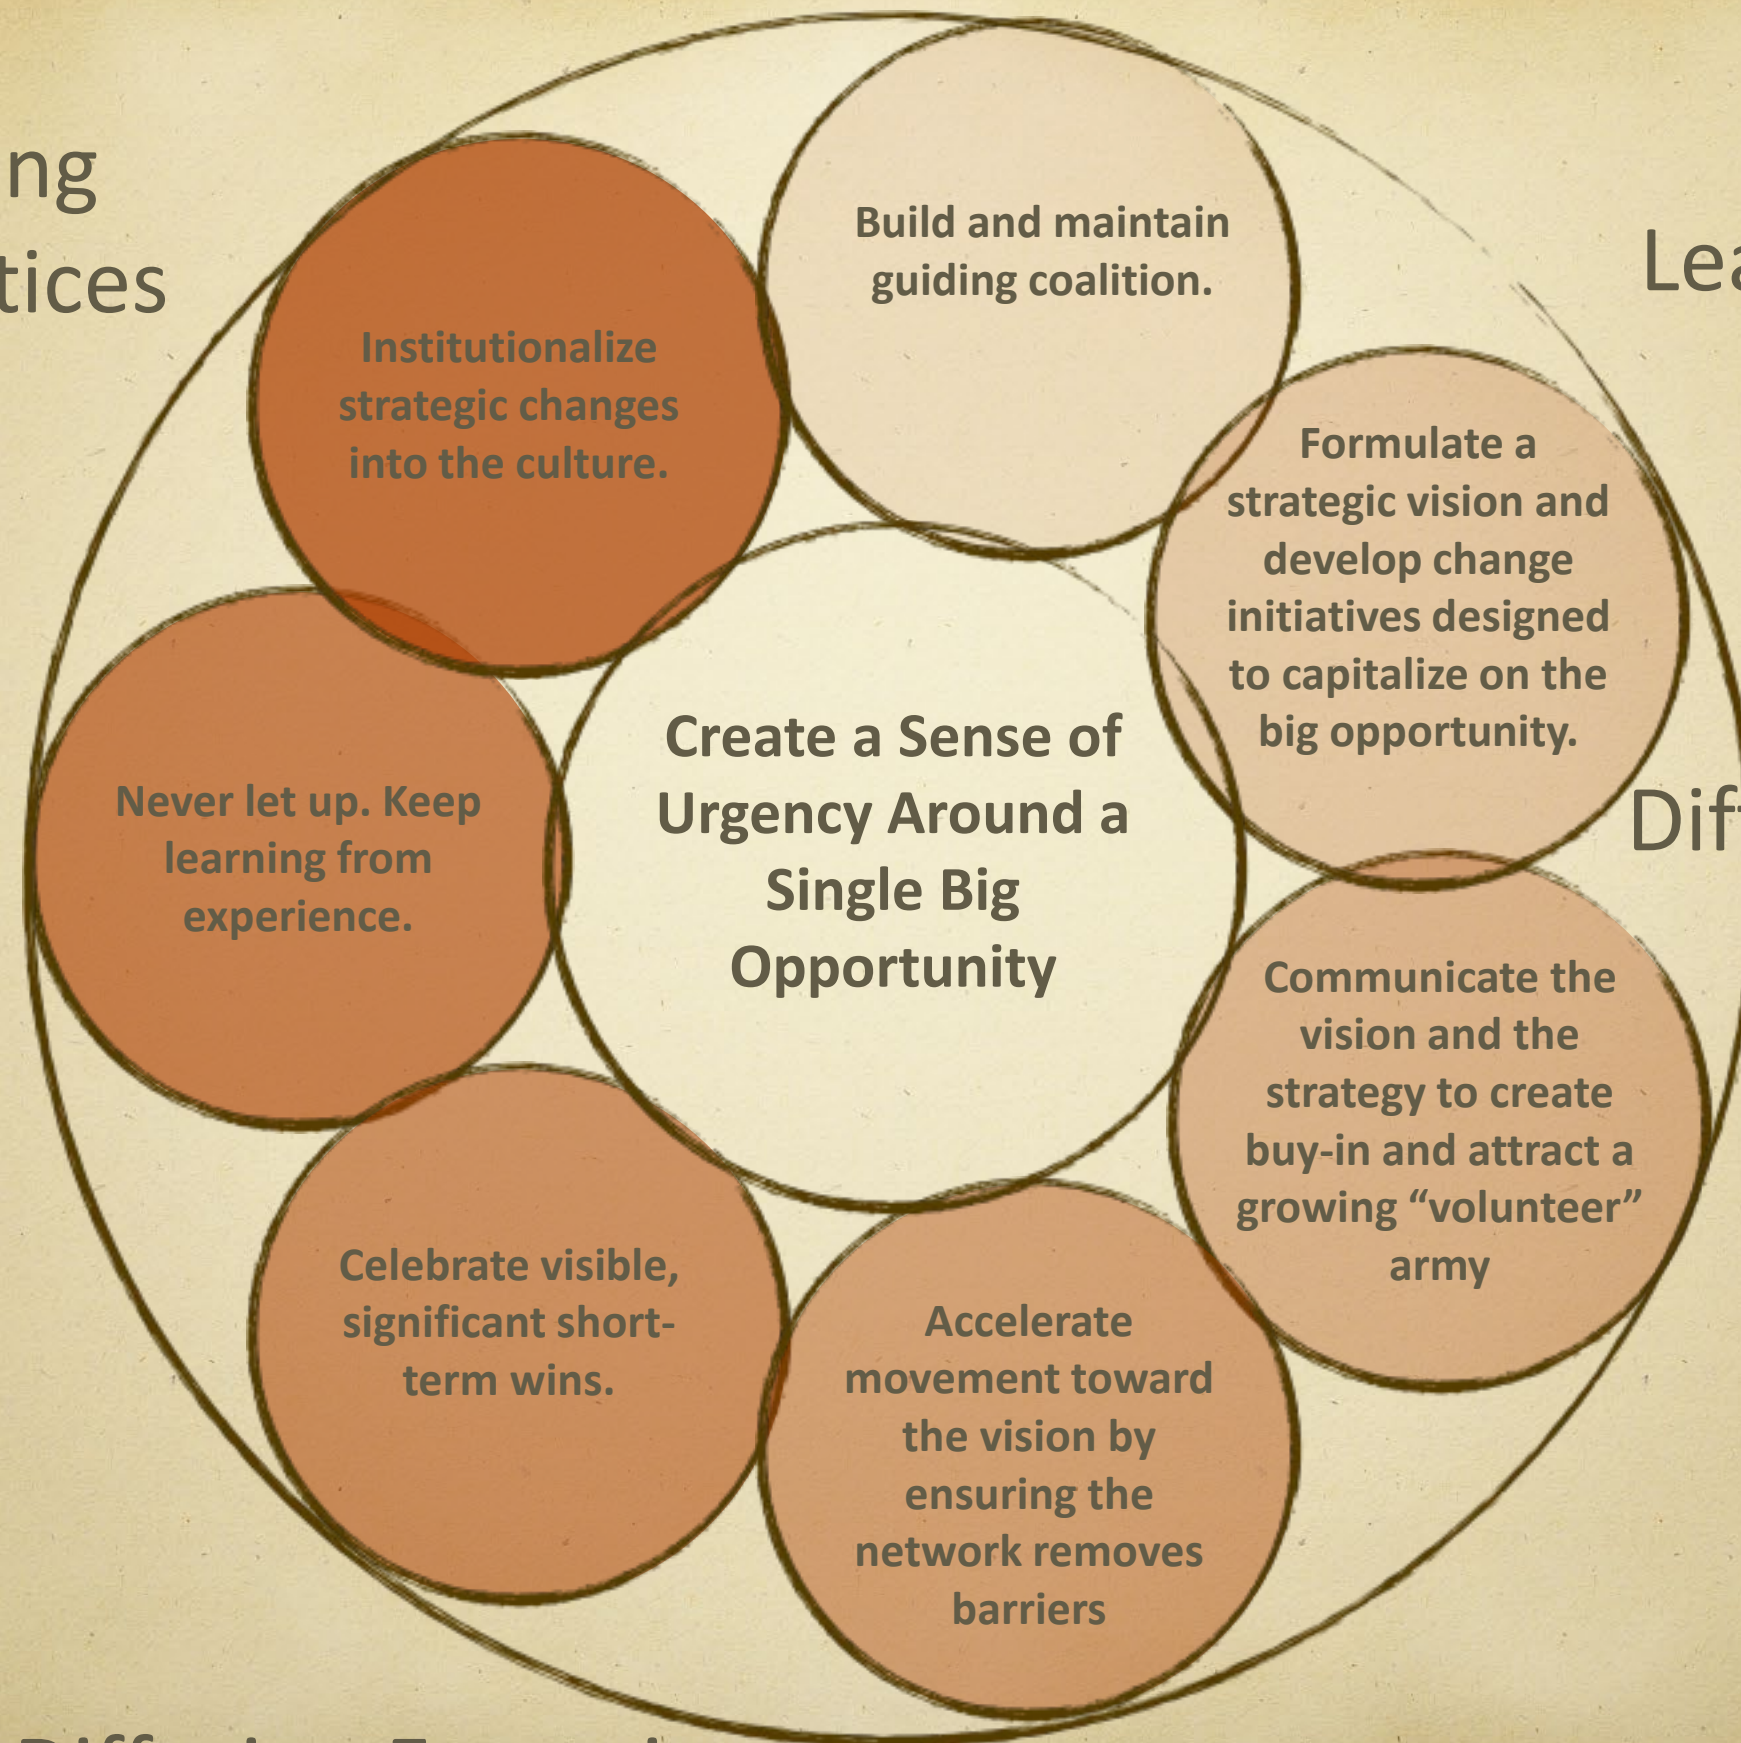 Build and maintain
guiding coalition.
Formulate a
strategic vision and
develop change
initiatives designed
to capitalize on the
big opportunity.
Communicate the
vision and the
strategy to create
buy-in and attract a
growing “volunteer”
army
Accelerate
movement toward
the vision by
ensuring the
network removes
barriers
Celebrate visible,
significant short-
term wins.
Never let up. Keep
learning from
experience.
Institutionalize
strategic changes
into the culture.
Create a Sense of
Urgency Around a
Single Big
Opportunity
ng
tices
Lea